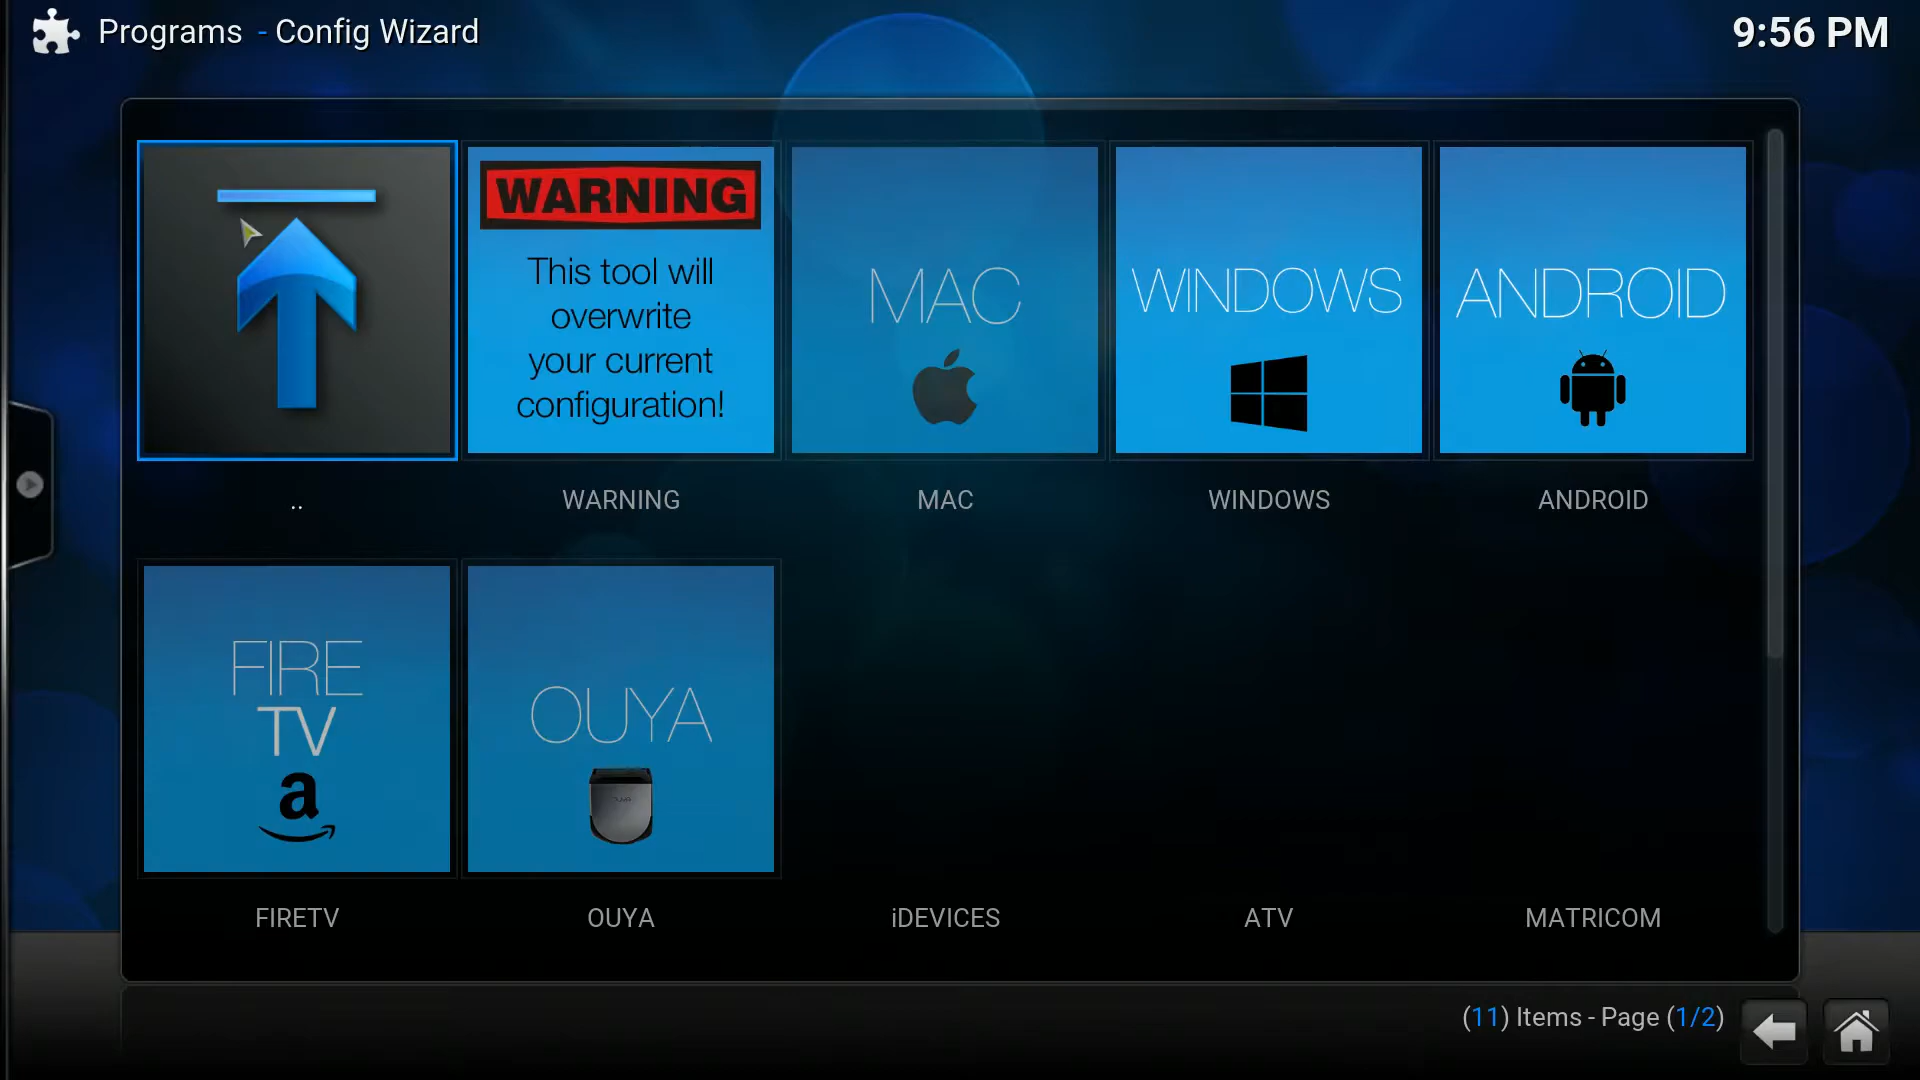 Programs - Config Wizard
9:56 PM
WARNING
This tool will
overwrite
your current
configuration!
MAC
WINDOWS
ANDROID
..
WARNING
MAC
WINDOWS
ANDROID
FIRE
TV
a
OUYA
FIRETV
OUYA
iDEVICES
ATV
MATRICOM
(11) Items - Page (1/2)